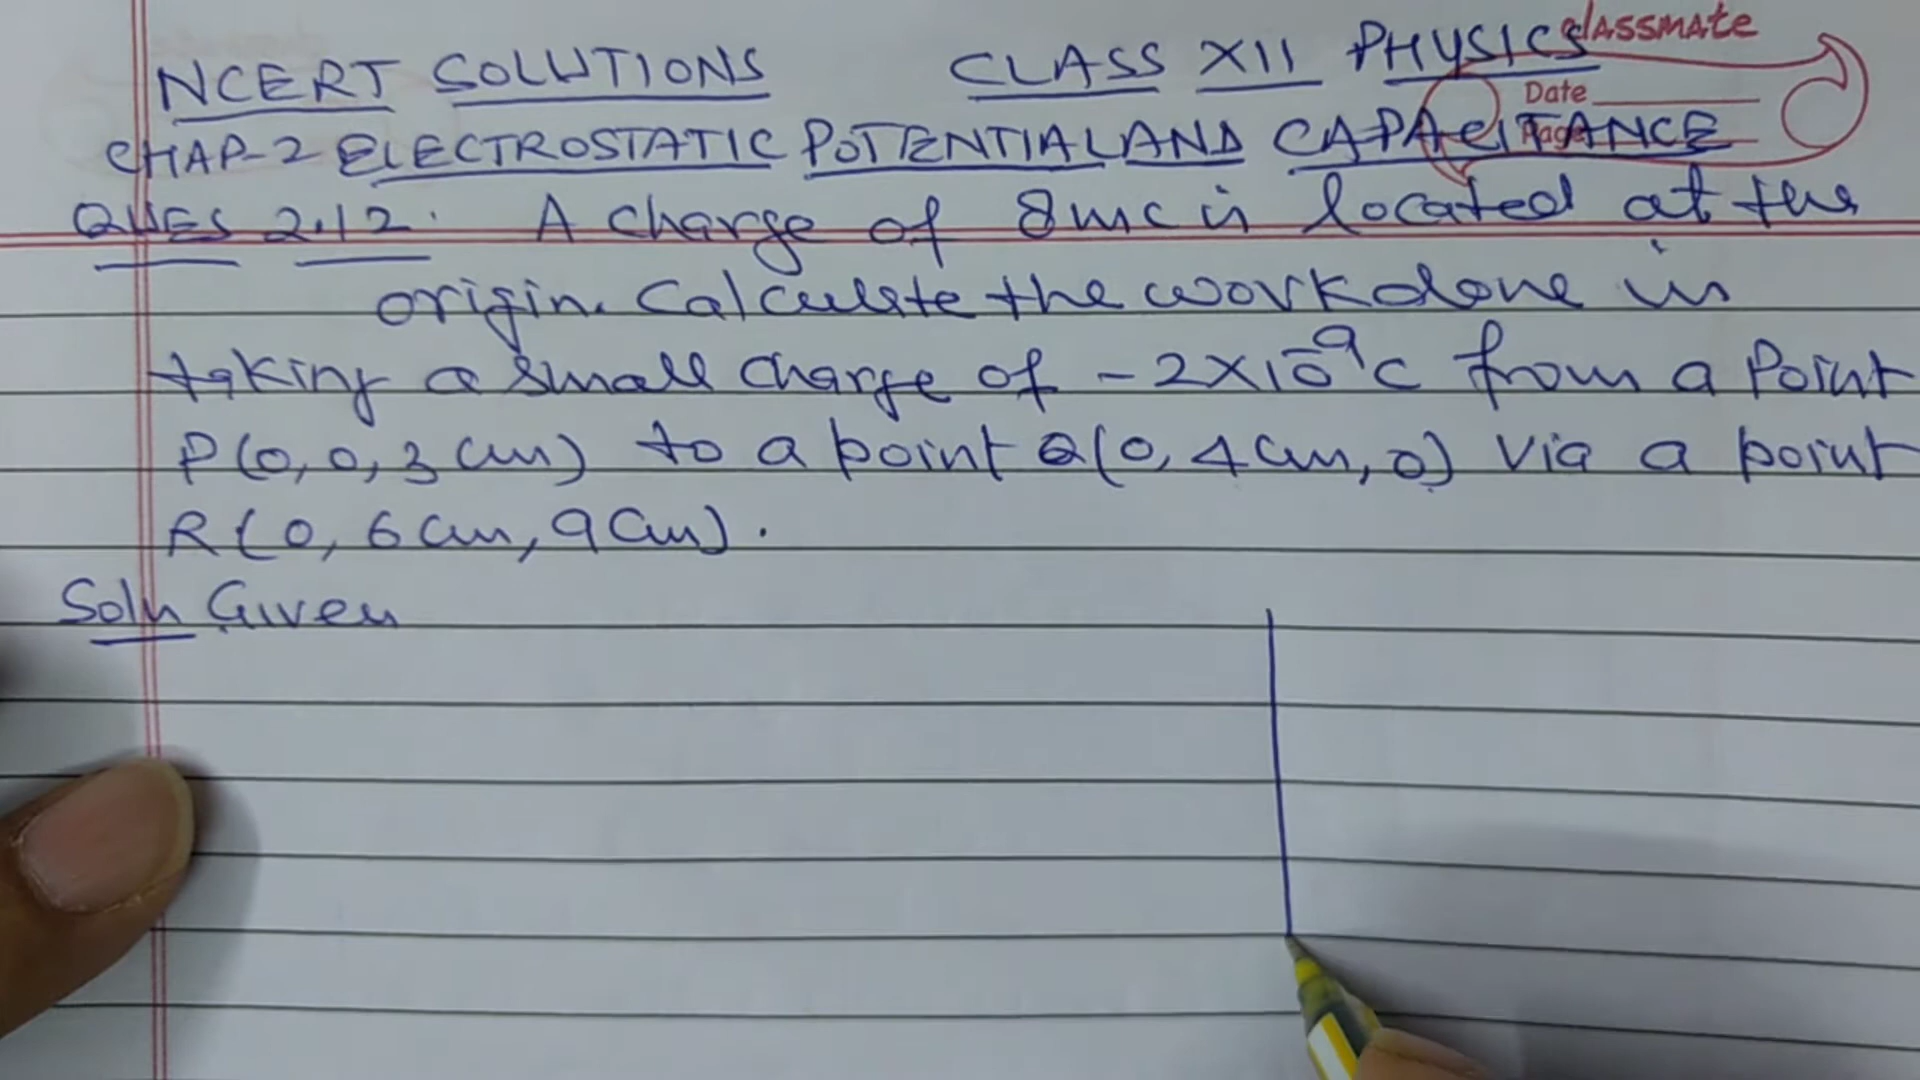 classmate
NCERT SOLUTIONS CLASS XII PHYSICS
Date
Page
CHAP-2 ELECTROSTATIC POTENTIAL AND CAPACITANCE
QUES 2.12. A charge of 8mc is located at the
origin. Calculate the work done in
taking a small charge of -2×10⁻⁹c from a Point
P(0,0,3cm) to a point Q(0,4cm,0) via a point
R(0,6cm,9cm).
Soln Given